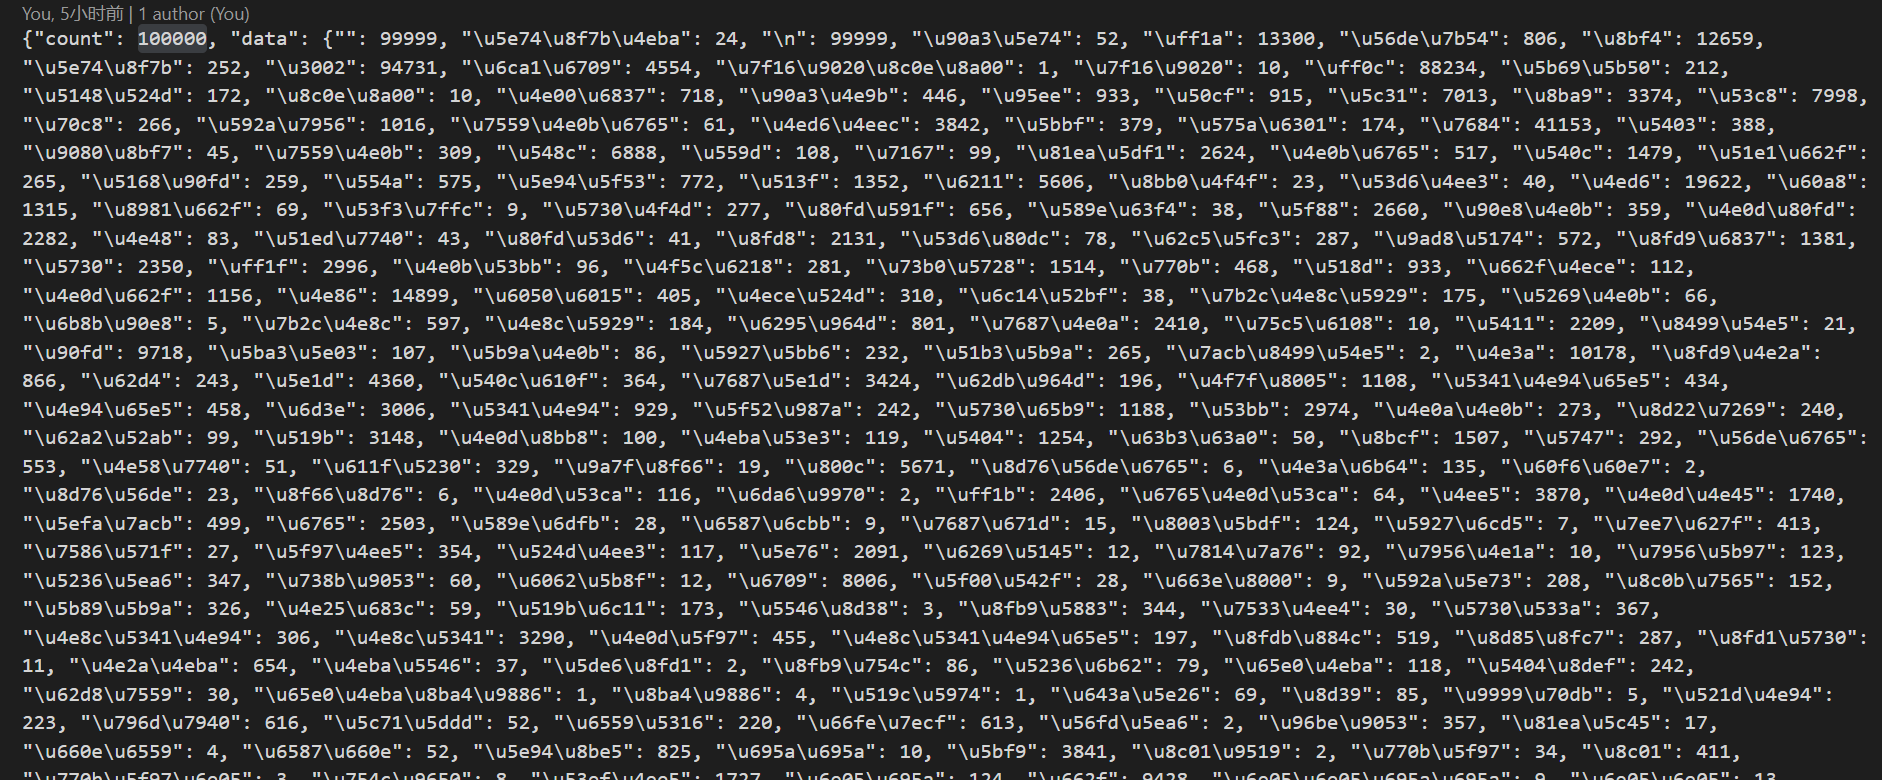 You, 5小时前 | 1 author (You)
{"count": 100000, "data": {"": 99999, "\u5e74\u8f7b\u4eba": 24, "\n": 99999, "\u90a3\u5e74": 52, "\uff1a": 13300, "\u56de\u7b54": 806, "\u8bf4": 12659,
"\u5e74\u8f7b": 252, "\u3002": 94731, "\u6ca1\u6709": 4554, "\u7f16\u9020\u8c0e\u8a00": 1, "\u7f16\u9020": 10, "\uff0c": 88234, "\u5b69\u5b50": 212,
"\u5148\u524d": 172, "\u8c0e\u8a00": 10, "\u4e00\u6837": 718, "\u90a3\u4e9b": 446, "\u95ee": 933, "\u50cf": 915, "\u5c31": 7013, "\u8ba9": 3374, "\u53c8": 7998,
"\u70c8": 266, "\u592a\u7956": 1016, "\u7559\u4e0b\u6765": 61, "\u4ed6\u4eec": 3842, "\u5bbf": 379, "\u575a\u6301": 174, "\u7684": 41153, "\u5403": 388,
"\u9080\u8bf7": 45, "\u7559\u4e0b": 309, "\u548c": 6888, "\u559d": 108, "\u7167": 99, "\u81ea\u5df1": 2624, "\u4e0b\u6765": 517, "\u540c": 1479, "\u51e1\u662f":
265, "\u5168\u90fd": 259, "\u554a": 575, "\u5e94\u5f53": 772, "\u513f": 1352, "\u6211": 5606, "\u8bb0\u4f4f": 23, "\u53d6\u4ee3": 40, "\u4ed6": 19622, "\u60a8":
1315, "\u8981\u662f": 69, "\u53f3\u7ffc": 9, "\u5730\u4f4d": 277, "\u80fd\u591f": 656, "\u589e\u63f4": 38, "\u5f88": 2660, "\u90e8\u4e0b": 359, "\u4e0d\u80fd":
2282, "\u4e48": 83, "\u51ed\u7740": 43, "\u80fd\u53d6": 41, "\u8fd8": 2131, "\u53d6\u80dc": 78, "\u62c5\u5fc3": 287, "\u9ad8\u5174": 572, "\u8fd9\u6837": 1381,
"\u5730": 2350, "\uff1f": 2996, "\u4e0b\u53bb": 96, "\u4f5c\u6218": 281, "\u73b0\u5728": 1514, "\u770b": 468, "\u518d": 933, "\u662f\u4ece": 112,
"\u4e0d\u662f": 1156, "\u4e86": 14899, "\u6050\u6015": 405, "\u4ece\u524d": 310, "\u6c14\u52bf": 38, "\u7b2c\u4e8c\u5929": 175, "\u5269\u4e0b": 66,
"\u6b8b\u90e8": 5, "\u7b2c\u4e8c": 597, "\u4e8c\u5929": 184, "\u6295\u964d": 801, "\u7687\u4e0a": 2410, "\u75c5\u6108": 10, "\u5411": 2209, "\u8499\u54e5": 21,
"\u90fd": 9718, "\u5ba3\u5e03": 107, "\u5b9a\u4e0b": 86, "\u5927\u5bb6": 232, "\u51b3\u5b9a": 265, "\u7acb\u8499\u54e5": 2, "\u4e3a": 10178, "\u8fd9\u4e2a":
866, "\u62d4": 243, "\u5e1d": 4360, "\u540c\u610f": 364, "\u7687\u5e1d": 3424, "\u62db\u964d": 196, "\u4f7f\u8005": 1108, "\u5341\u4e94\u65e5": 434,
"\u4e94\u65e5": 458, "\u6d3e": 3006, "\u5341\u4e94": 929, "\u5f52\u987a": 242, "\u5730\u65b9": 1188, "\u53bb": 2974, "\u4e0a\u4e0b": 273, "\u8d22\u7269": 240,
"\u62a2\u52ab": 99, "\u519b": 3148, "\u4e0d\u8bb8": 100, "\u4eba\u53e3": 119, "\u5404": 1254, "\u63b3\u63a0": 50, "\u8bcf": 1507, "\u5747": 292, "\u56de\u6765":
553, "\u4e58\u7740": 51, "\u611f\u5230": 329, "\u9a7f\u8f66": 19, "\u800c": 5671, "\u8d76\u56de\u6765": 6, "\u4e3a\u6b64": 135, "\u60f6\u60e7": 2,
"\u8d76\u56de": 23, "\u8f66\u8d76": 6, "\u4e0d\u53ca": 116, "\u6da6\u9970": 2, "\uff1b": 2406, "\u6765\u4e0d\u53ca": 64, "\u4ee5": 3870, "\u4e0d\u4e45": 1740,
"\u5efa\u7acb": 499, "\u6765": 2503, "\u589e\u6dfb": 28, "\u6587\u6cbb": 9, "\u7687\u671d": 15, "\u8003\u5bdf": 124, "\u5927\u6cd5": 7, "\u7ee7\u627f": 413,
"\u7586\u571f": 27, "\u5f97\u4ee5": 354, "\u524d\u4ee3": 117, "\u5e76": 2091, "\u6269\u5145": 12, "\u7814\u7a76": 92, "\u7956\u4e1a": 10, "\u7956\u5b97": 123,
"\u5236\u5ea6": 347, "\u738b\u9053": 60, "\u6062\u5b8f": 12, "\u6709": 8006, "\u5f00\u542f": 28, "\u663e\u8000": 9, "\u592a\u5e73": 208, "\u8c0b\u7565": 152,
"\u5b89\u5b9a": 326, "\u4e25\u683c": 59, "\u519b\u6c11": 173, "\u5546\u8d38": 3, "\u8fb9\u5883": 344, "\u7533\u4ee4": 30, "\u5730\u533a": 367,
"\u4e8c\u5341\u4e94": 306, "\u4e8c\u5341": 3290, "\u4e0d\u5f97": 455, "\u4e8c\u5341\u4e94\u65e5": 197, "\u8fdb\u884c": 519, "\u8d85\u8fc7": 287, "\u8fd1\u5730":
11, "\u4e2a\u4eba": 654, "\u4eba\u5546": 37, "\u5de6\u8fd1": 2, "\u8fb9\u754c": 86, "\u5236\u6b62": 79, "\u65e0\u4eba": 118, "\u5404\u8def": 242,
"\u62d8\u7559": 30, "\u65e0\u4eba\u8ba4\u9886": 1, "\u8ba4\u9886": 4, "\u519c\u5974": 1, "\u643a\u5e26": 69, "\u8d39": 85, "\u9999\u70db": 5, "\u521d\u4e94":
223, "\u796d\u7940": 616, "\u5c71\u5ddd": 52, "\u6559\u5316": 220, "\u66fe\u7ecf": 613, "\u56fd\u5ea6": 2, "\u96be\u9053": 357, "\u81ea\u5c45": 17,
"\u660e\u6559": 4, "\u6587\u660e": 52, "\u5e94\u8be5": 825, "\u695a\u695a": 10, "\u5bf9": 3841, "\u8c01\u9519": 2, "\u770b\u5f97": 34, "\u8c01": 411,
"\u770b\u5f97\u6e05": 3, "\u754c\u9650": 8, "\u53ef\u4ee5": 1727, "\u6e05\u695a": 124, "\u662f": 9428, "\u6e05\u6e05\u695a\u695a": 9, "\u6e05\u6e05": 13,